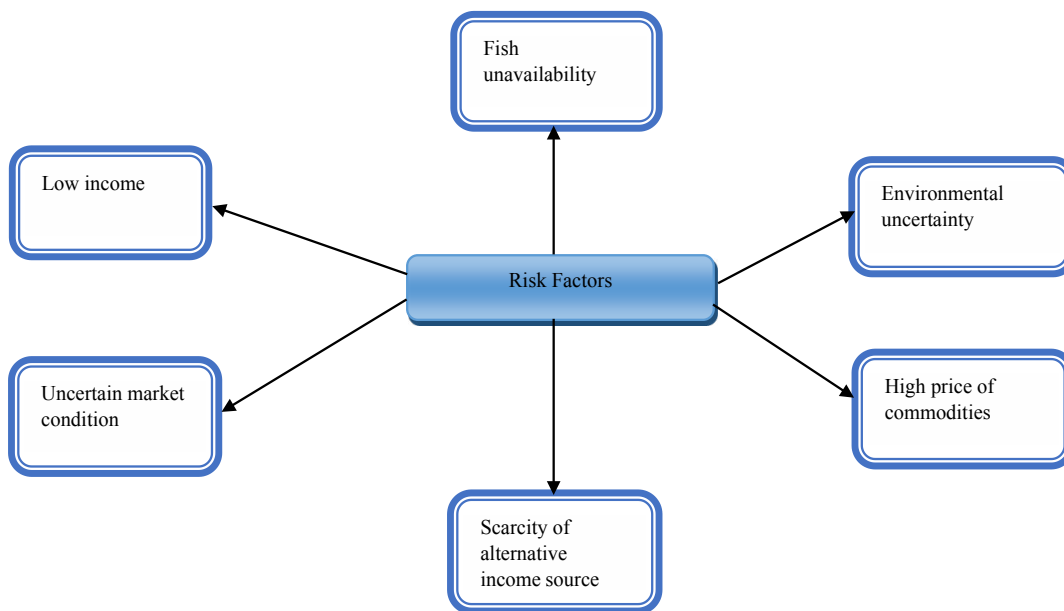 Fish
unavailability
Low income
Environmental
uncertainty
Risk Factors
Uncertain market
condition
High price of
commodities
Scarcity of
alternative
income source